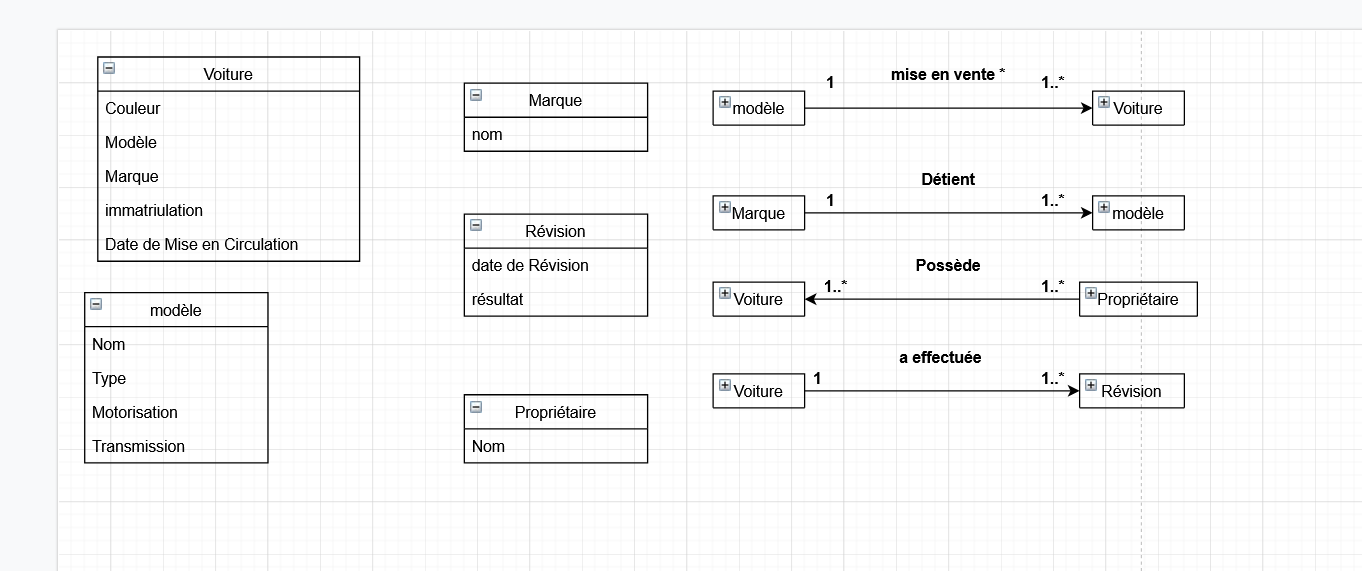 Voiture
Couleur
Modèle
Marque
immatriulation
Date de Mise en Circulation
modèle
Nom
Type
Motorisation
Transmission
Marque
nom
Révision
date de Révision
résultat
Propriétaire
Nom
mise en vente *
1 1..*
modèle Voiture
Détient
1 1..*
Marque modèle
Possède
1..* 1..*
Voiture Propriétaire
a effectuée
1 1..*
Voiture Révision